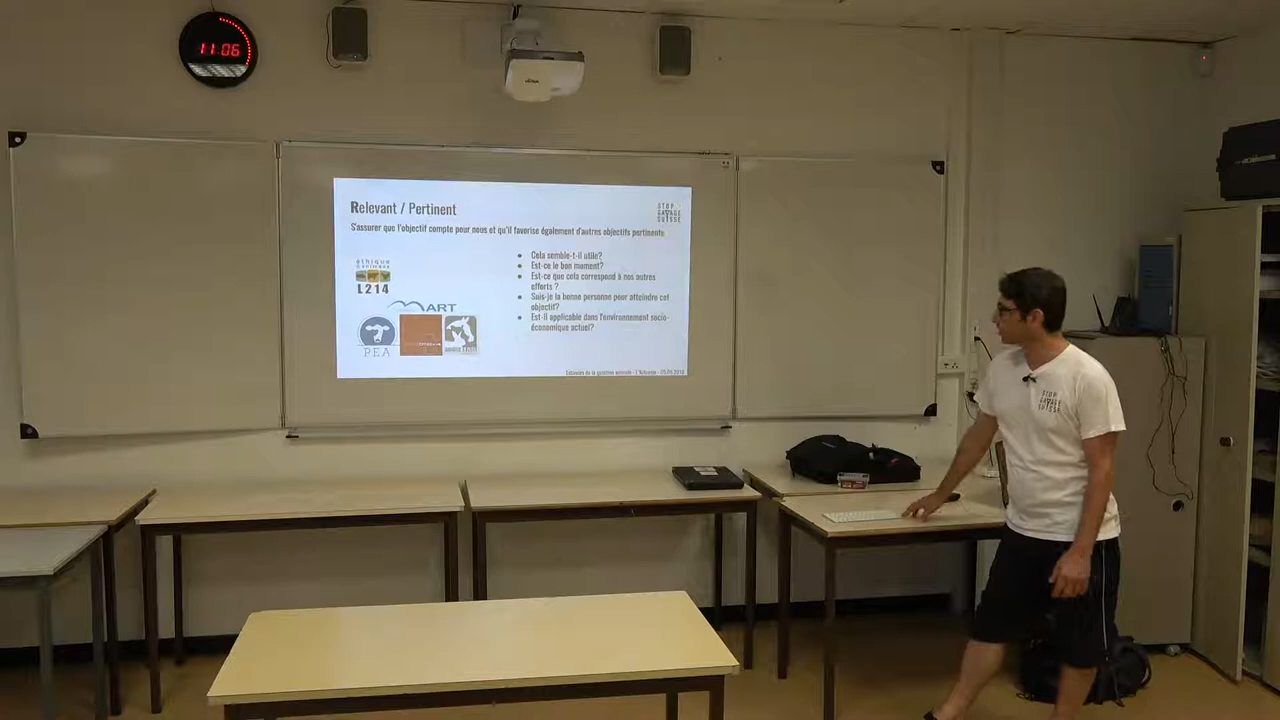 11:06
Relevant / Pertinent
STOP
GAVAGE
SUISSE
S'assurer que l'objectif compte pour nous et qu'il favorise également d'autres objectifs pertinents
éthique
& animaux
L214
MART
PEA
● Cela semble-t-il utile?
● Est-ce le bon moment?
● Est-ce que cela correspond à nos autres
efforts ?
● Suis-je la bonne personne pour atteindre cet
objectif?
● Est-il applicable dans l'environnement socio-
économique actuel?
STOP
GAVAGE
SUISSE